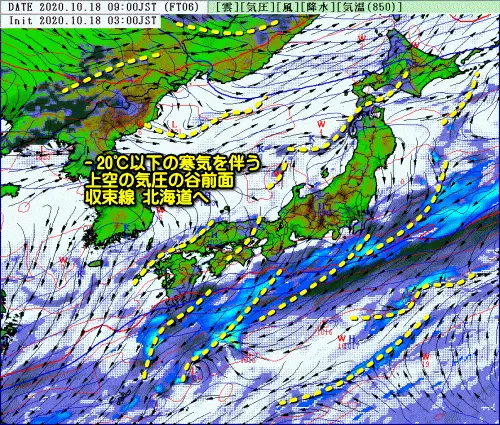 DATE 2020.10.18 09:00JST (FT06)
[雲][気圧][風][降水][気温(850)]
Init 2020.10.18 03:00JST
－20℃以下の寒気を伴う
上空の気圧の谷前面
収束線 北海道へ
L
W
W
W
H
W